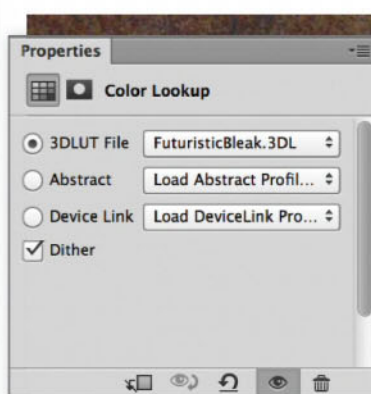 Properties
Color Lookup
3DLUT File FuturisticBleak.3DL
Abstract Load Abstract Profil...
Device Link Load DeviceLink Pro...
Dither